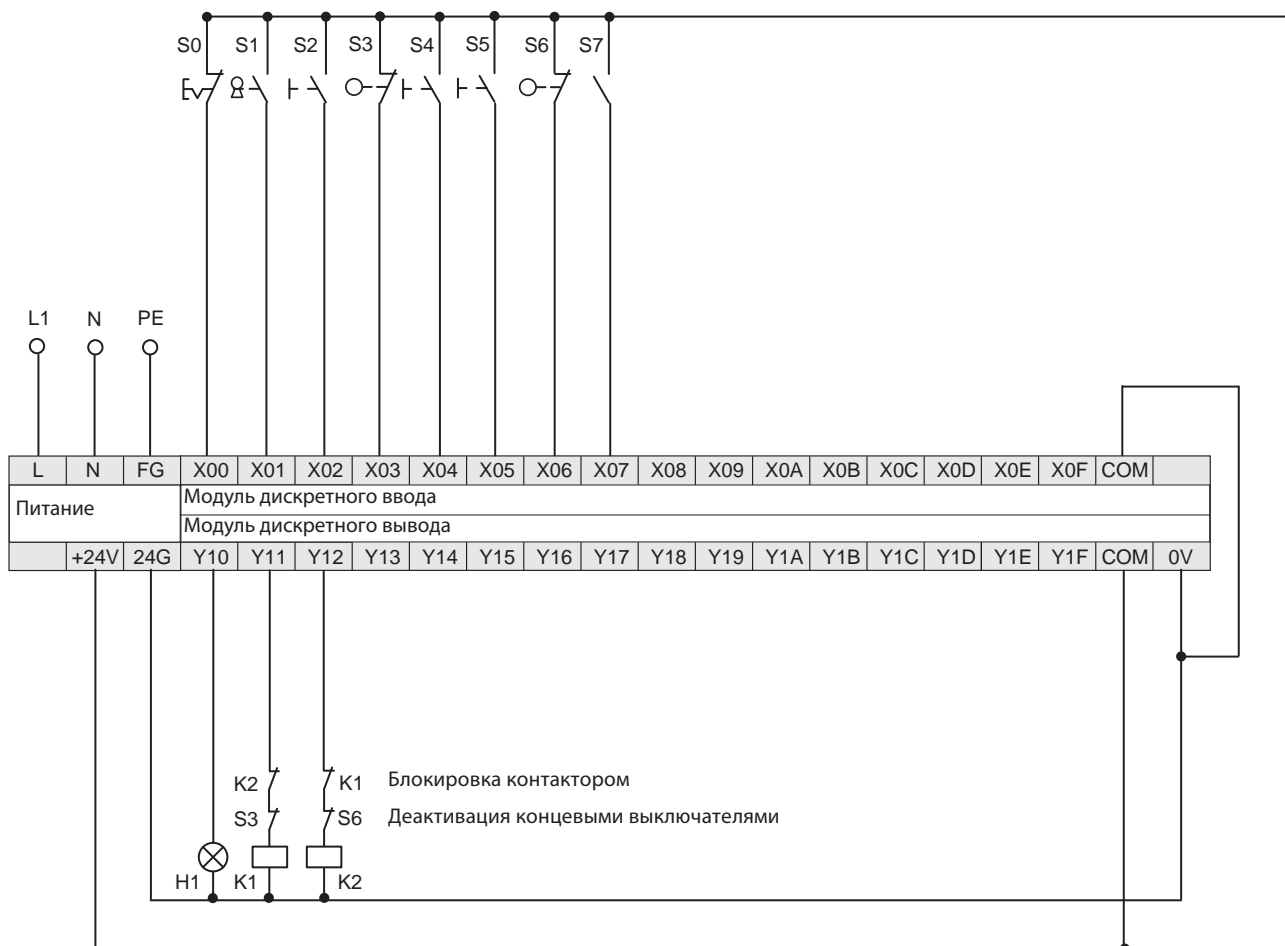 S0 S1 S2 S3 S4 S5 S6 S7
L1 N PE
L N FG X00 X01 X02 X03 X04 X05 X06 X07 X08 X09 X0A X0B X0C X0D X0E X0F COM
Питание
Модуль дискретного ввода
Модуль дискретного вывода
+24V 24G Y10 Y11 Y12 Y13 Y14 Y15 Y16 Y17 Y18 Y19 Y1A Y1B Y1C Y1D Y1E Y1F COM 0V
K2 K1 Блокировка контактором
S3 S6 Деактивация концевыми выключателями
H1 K1 K2